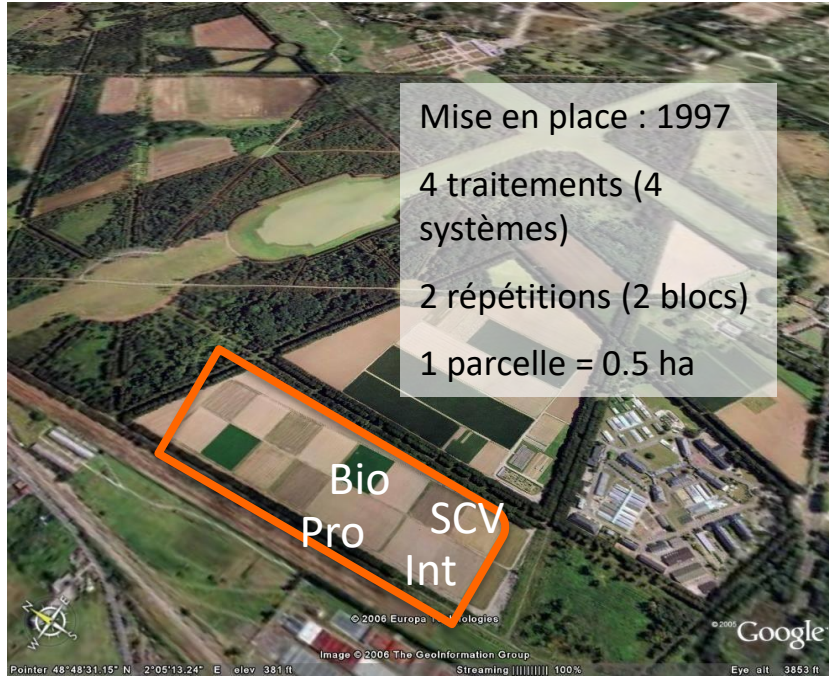 Mise en place : 1997
4 traitements (4
systèmes)
2 répétitions (2 blocs)
1 parcelle = 0.5 ha
Bio
SCV
Pro
Int
N
E
W
S
© 2006 Europa Technologies
©2005 Google
Image © 2006 The GeoInformation Group
Pointer 48°48'31.15" N 2°05'13.24" E elev 381 ft Streaming |||||||||| 100% Eye alt 3853 ft